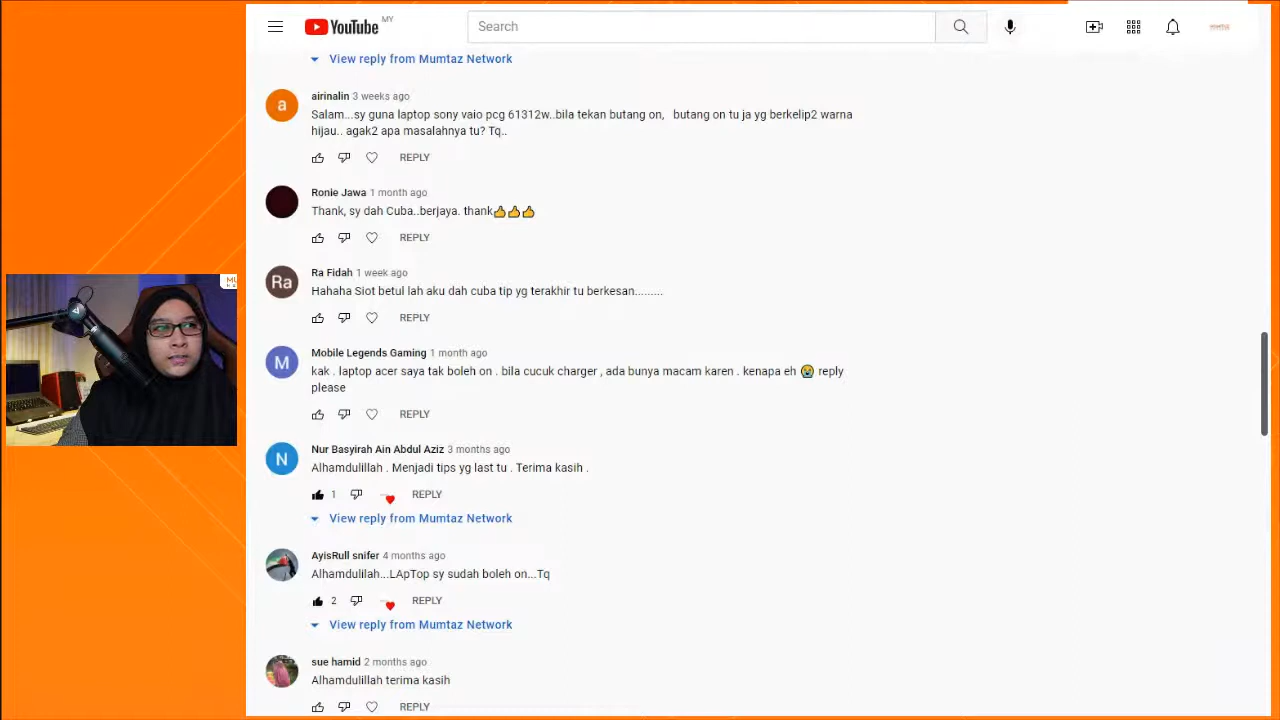 YouTube MY
Search
View reply from Mumtaz Network
a
airinalin 3 weeks ago
Salam...sy guna laptop sony vaio pcg 61312w..bila tekan butang on, butang on tu ja yg berkelip2 warna
hijau.. agak2 apa masalahnya tu? Tq..
REPLY
Ronie Jawa 1 month ago
Thank, sy dah Cuba..berjaya. thank👍👍👍
REPLY
Ra
Ra Fidah 1 week ago
Hahaha Siot betul lah aku dah cuba tip yg terakhir tu berkesan.........
REPLY
M
Mobile Legends Gaming 1 month ago
kak . laptop acer saya tak boleh on . bila cucuk charger , ada bunya macam karen . kenapa eh 😭 reply
please
REPLY
N
Nur Basyirah Ain Abdul Aziz 3 months ago
Alhamdulillah . Menjadi tips yg last tu . Terima kasih .
1 REPLY
View reply from Mumtaz Network
AyisRull snifer 4 months ago
Alhamdulilah...LApTop sy sudah boleh on...Tq
2 REPLY
View reply from Mumtaz Network
sue hamid 2 months ago
Alhamdulillah terima kasih
REPLY